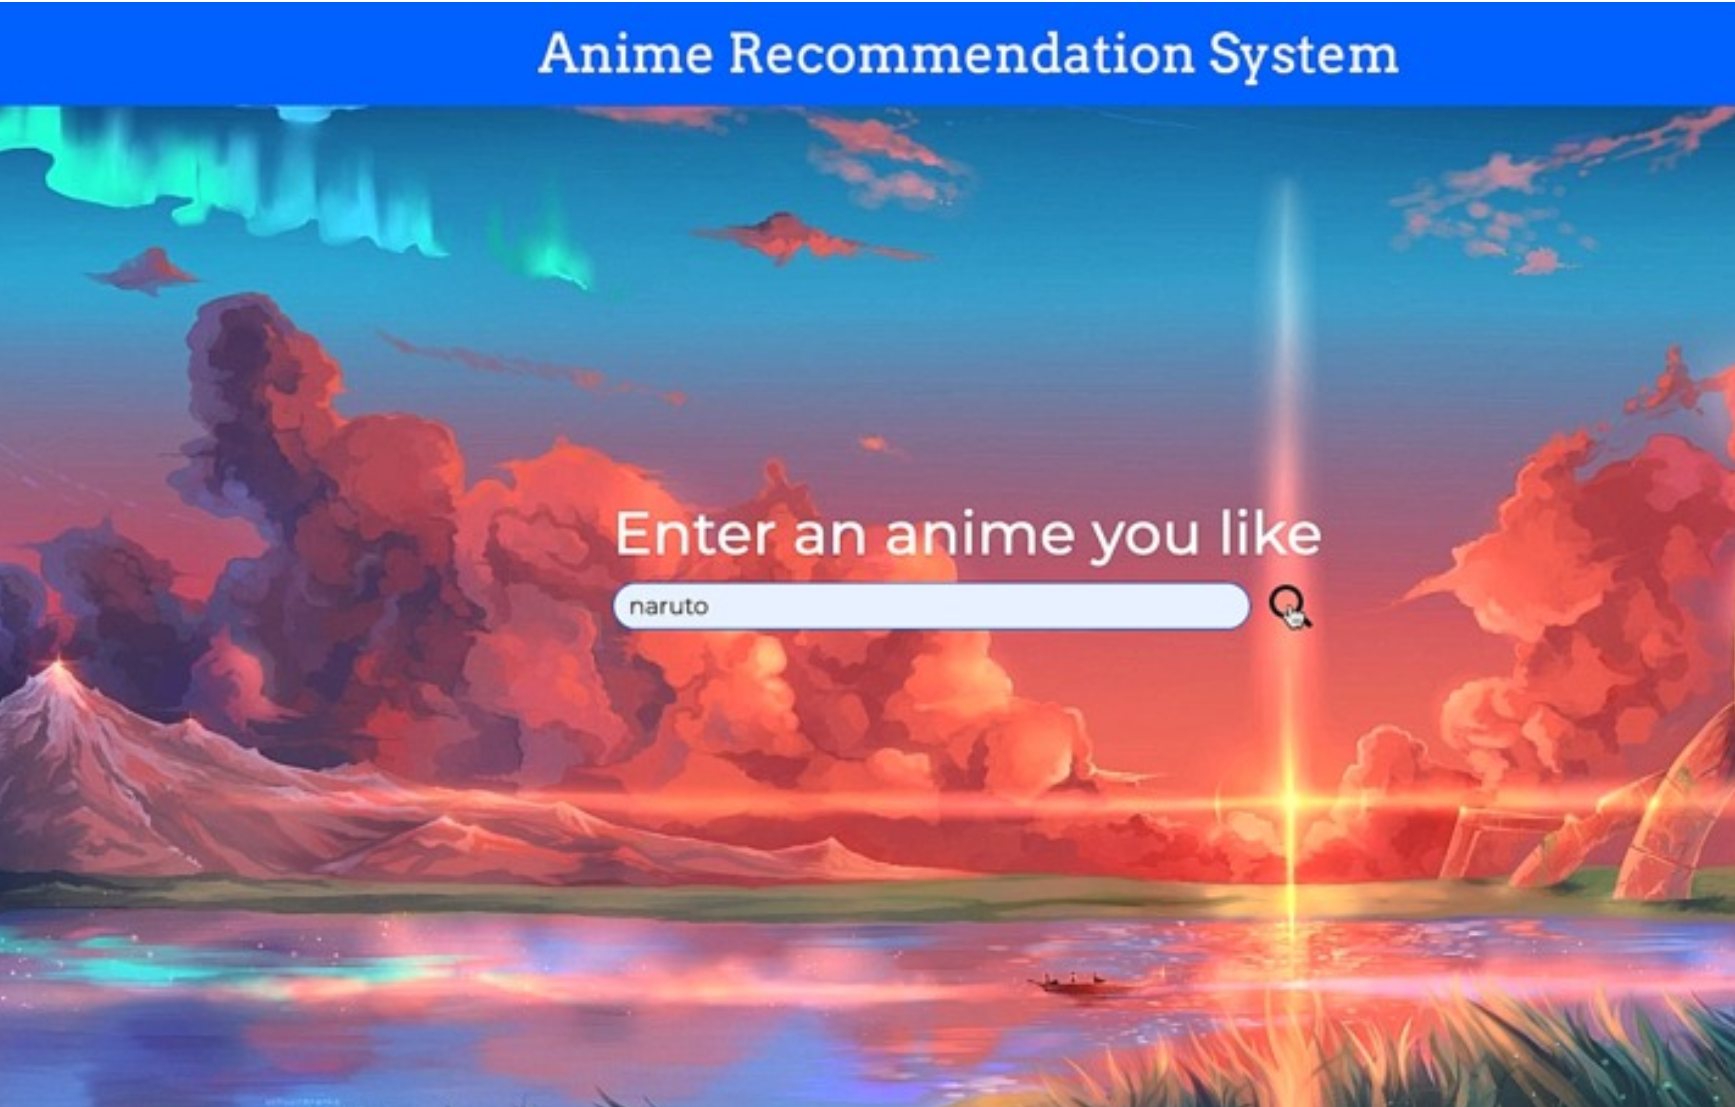 Anime Recommendation System
Enter an anime you like
naruto